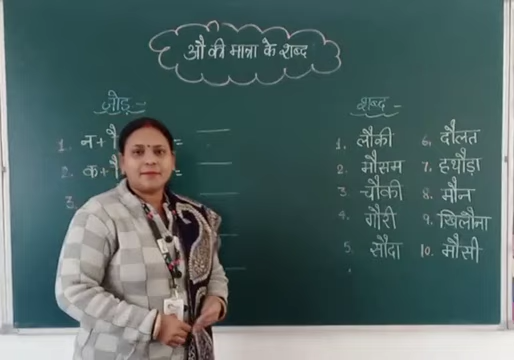 औ की मात्रा के शब्द
जोड़ :-
1. न + ौ =
2. क + ौ =
3.
शब्द :-
1. लौकी
2. मौसम
3. चौकी
4. गौरी
5. सौदा
6. दौलत
7. हथौड़ा
8. मौन
9. खिलौना
10. मौसी